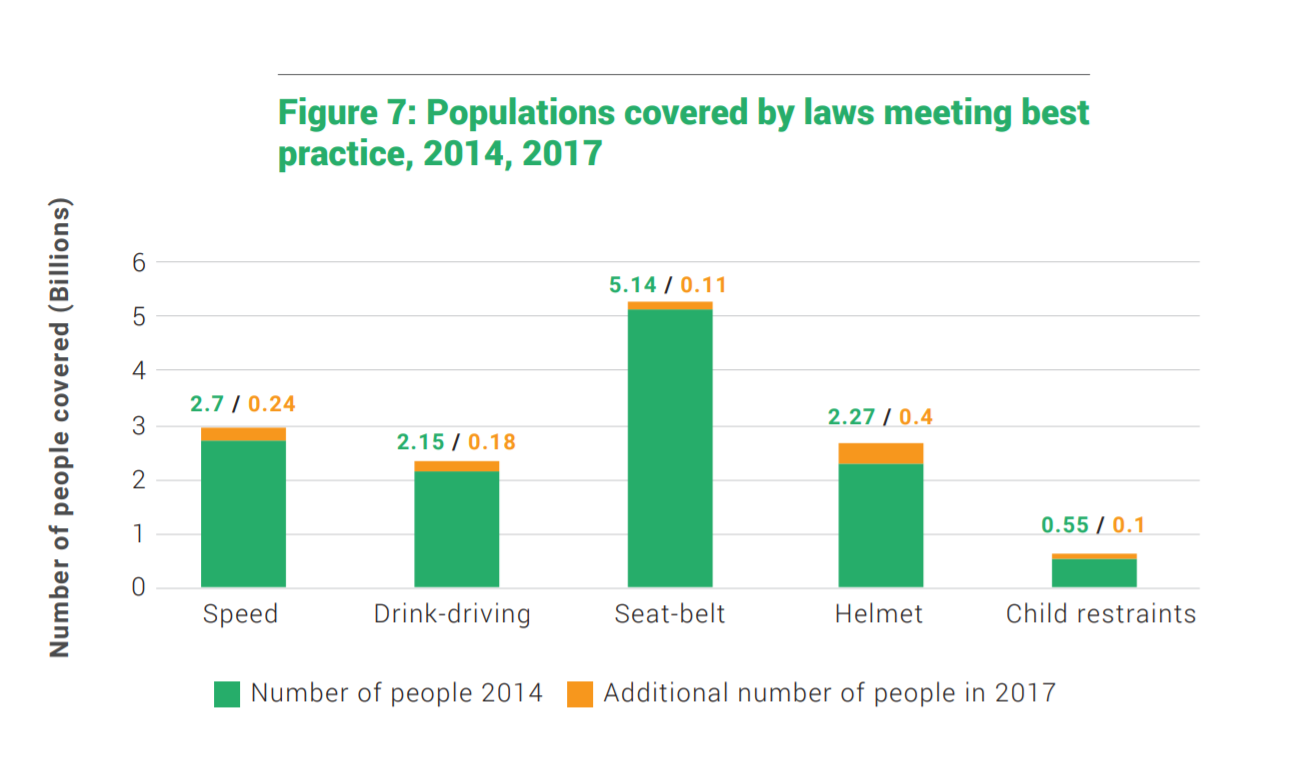 Figure 7: Populations covered by laws meeting best
practice, 2014, 2017
Number of people covered (Billions)
6
5
4
3
2
1
0
2.7 / 0.24
2.15 / 0.18
5.14 / 0.11
2.27 / 0.4
0.55 / 0.1
Speed
Drink-driving
Seat-belt
Helmet
Child restraints
Number of people 2014
Additional number of people in 2017